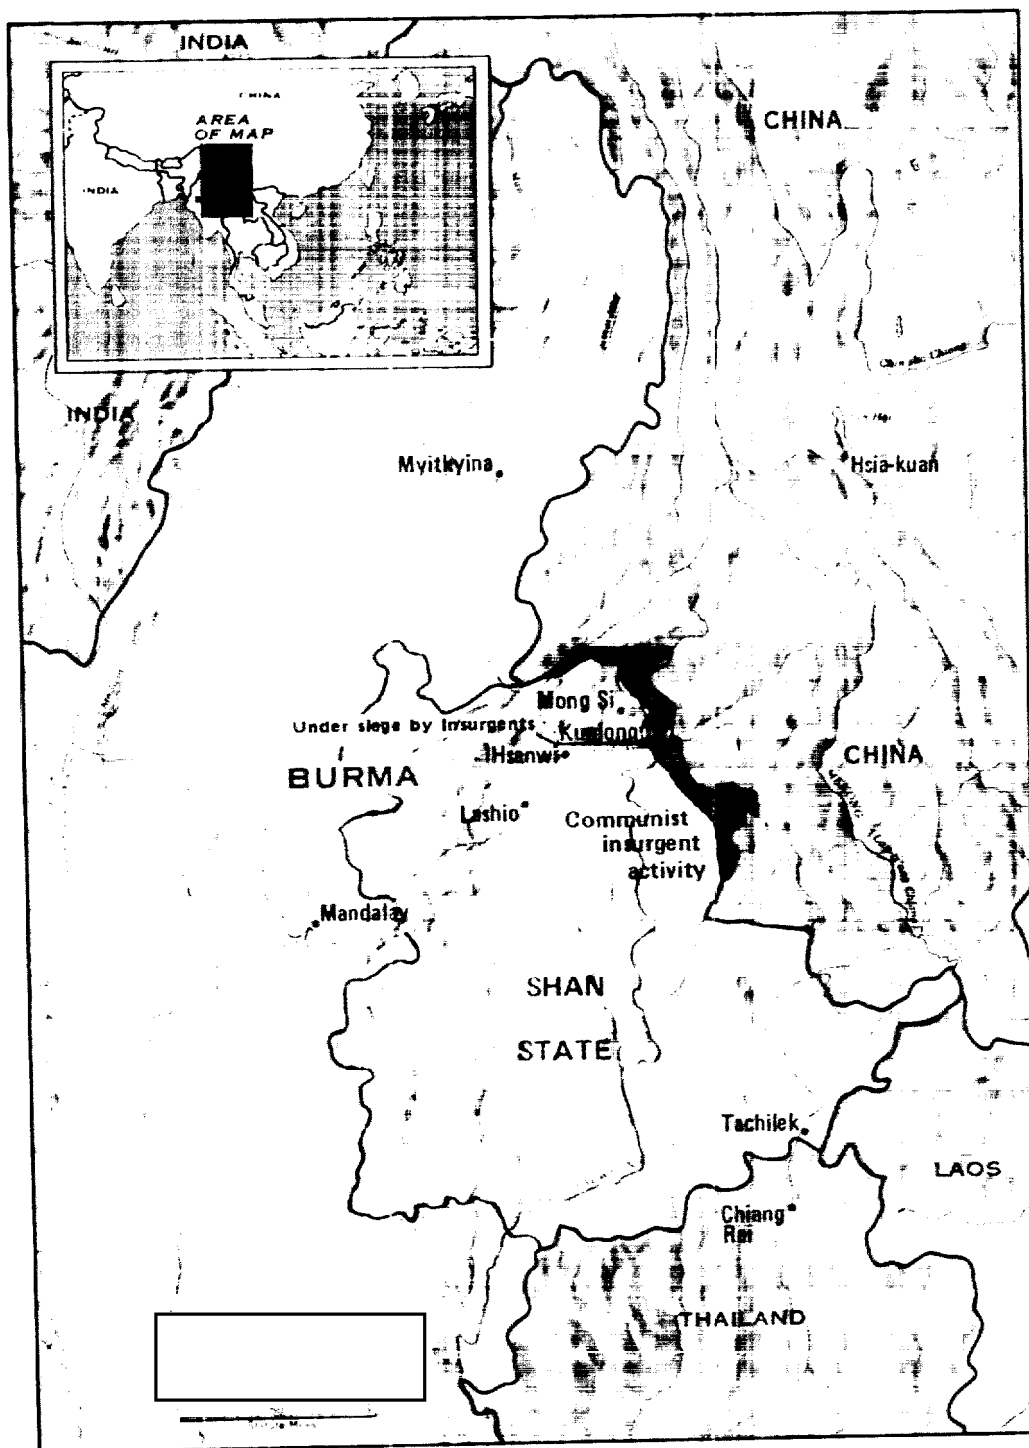 INDIA
CHINA
AREA
OF MAP
INDIA
CHINA
INDIA
Myitkyina
Hsia-kuan
Mong Si
Under siege by Insurgents
Kunlong
Hsenwi
CHINA
BURMA
Lashio
Communist
insurgent
activity
Mandalay
SHAN
STATE
Tachilek
LAOS
Chiang
Rai
THAILAND